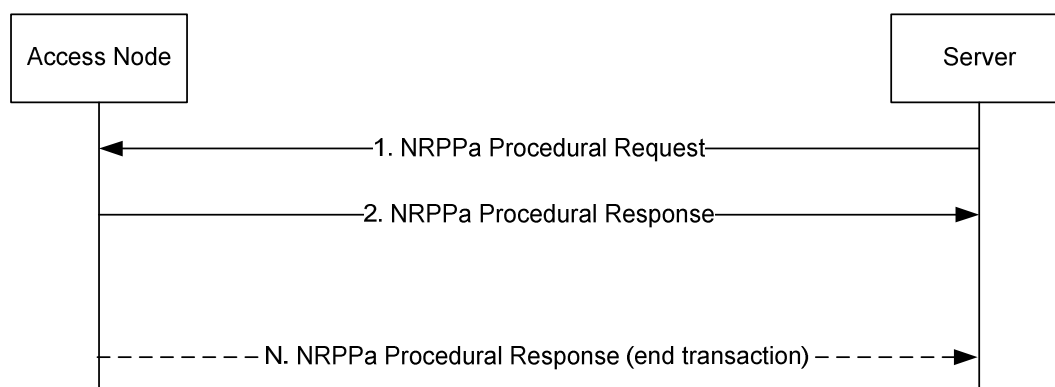 Access Node
Server
1. NRPPa Procedural Request
2. NRPPa Procedural Response
N. NRPPa Procedural Response (end transaction)